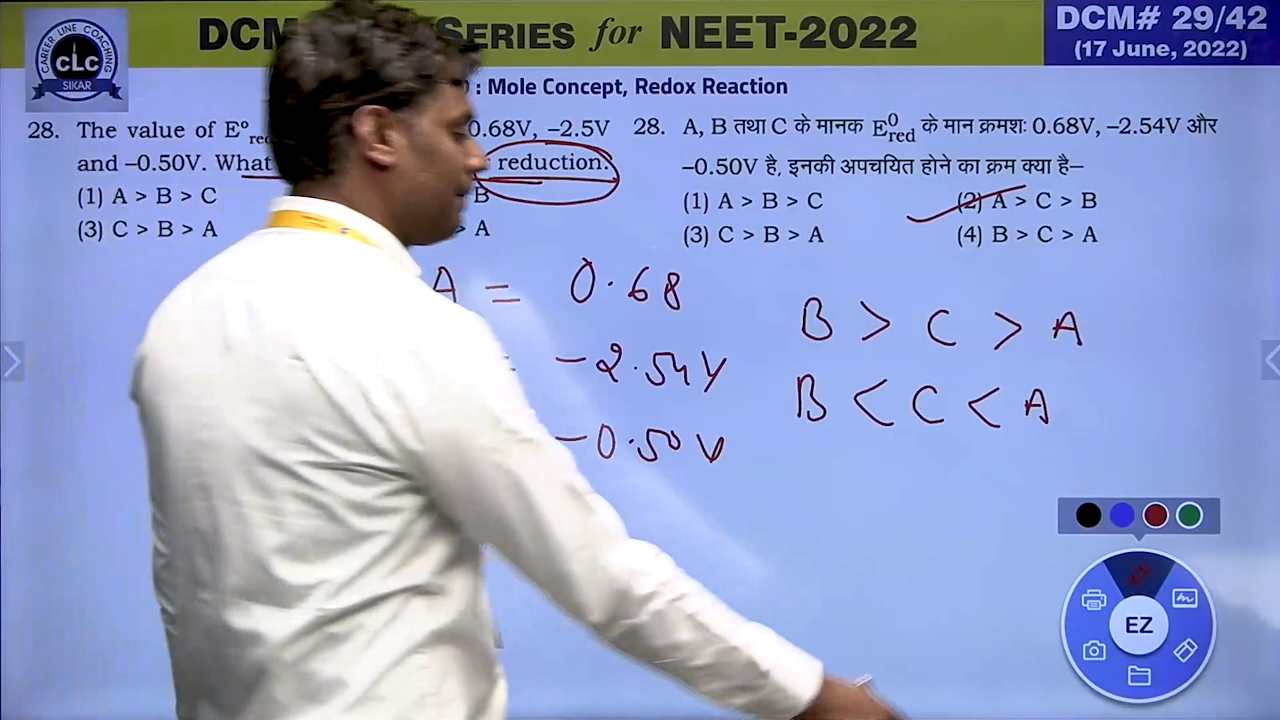 DCM SERIES for NEET-2022
DCM# 29/42
(17 June, 2022)
CAREER LINE COACHING
CLC
SIKAR
: Mole Concept, Redox Reaction
28. The value of E°red 0.68V, –2.5V
and –0.50V. What reduction.
(1) A > B > C B
(3) C > B > A > A
28. A, B तथा C के मानक E⁰red के मान क्रमशः 0.68V, –2.54V और
–0.50V है, इनकी अपचयित होने का क्रम क्या है–
(1) A > B > C (2) A > C > B
(3) C > B > A (4) B > C > A
A = 0.68
–2.54V
–0.50V
B > C > A
B < C < A
EZ